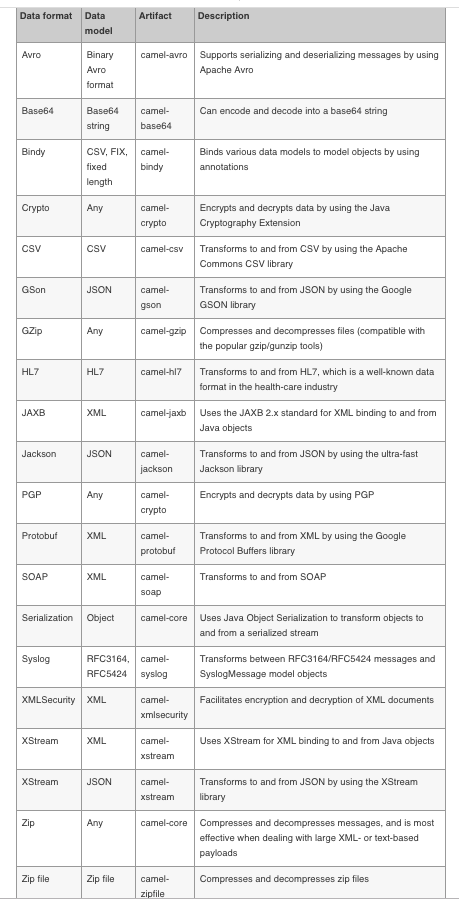 Data format Data model Artifact Description
Avro Binary Avro format camel-avro Supports serializing and deserializing messages by using Apache Avro
Base64 Base64 string camel-base64 Can encode and decode into a base64 string
Bindy CSV, FIX, fixed length camel-bindy Binds various data models to model objects by using annotations
Crypto Any camel-crypto Encrypts and decrypts data by using the Java Cryptography Extension
CSV CSV camel-csv Transforms to and from CSV by using the Apache Commons CSV library
GSon JSON camel-gson Transforms to and from JSON by using the Google GSON library
GZip Any camel-gzip Compresses and decompresses files (compatible with the popular gzip/gunzip tools)
HL7 HL7 camel-hl7 Transforms to and from HL7, which is a well-known data format in the health-care industry
JAXB XML camel-jaxb Uses the JAXB 2.x standard for XML binding to and from Java objects
Jackson JSON camel-jackson Transforms to and from JSON by using the ultra-fast Jackson library
PGP Any camel-crypto Encrypts and decrypts data by using PGP
Protobuf XML camel-protobuf Transforms to and from XML by using the Google Protocol Buffers library
SOAP XML camel-soap Transforms to and from SOAP
Serialization Object camel-core Uses Java Object Serialization to transform objects to and from a serialized stream
Syslog RFC3164, RFC5424 camel-syslog Transforms between RFC3164/RFC5424 messages and SyslogMessage model objects
XMLSecurity XML camel-xmlsecurity Facilitates encryption and decryption of XML documents
XStream XML camel-xstream Uses XStream for XML binding to and from Java objects
XStream JSON camel-xstream Transforms to and from JSON by using the XStream library
Zip Any camel-core Compresses and decompresses messages, and is most effective when dealing with large XML- or text-based payloads
Zip file Zip file camel-zipfile Compresses and decompresses zip files